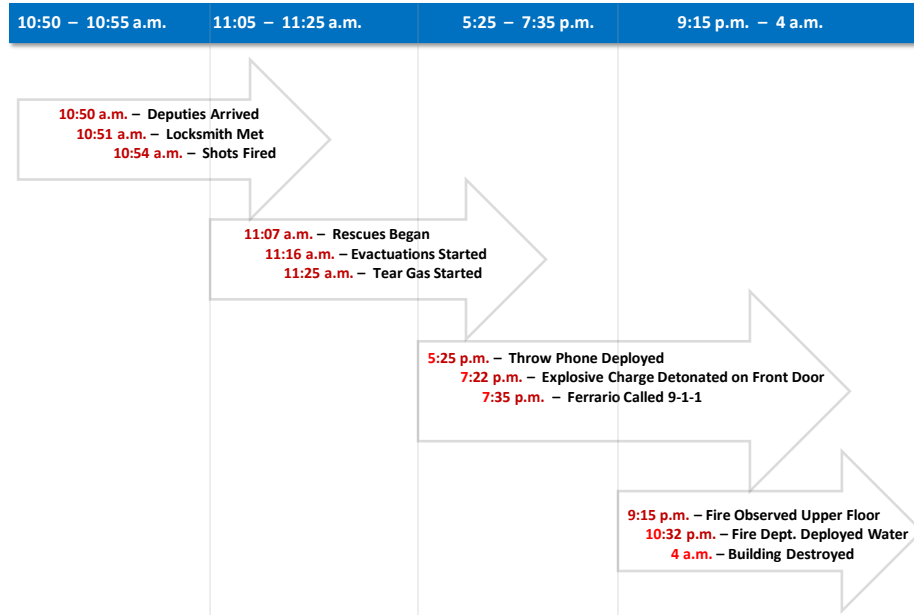 10:50 – 10:55 a.m.
11:05 – 11:25 a.m.
5:25 – 7:35 p.m.
9:15 p.m. – 4 a.m.
10:50 a.m. – Deputies Arrived
10:51 a.m. – Locksmith Met
10:54 a.m. – Shots Fired
11:07 a.m. – Rescues Began
11:16 a.m. – Evactuations Started
11:25 a.m. – Tear Gas Started
5:25 p.m. – Throw Phone Deployed
7:22 p.m. – Explosive Charge Detonated on Front Door
7:35 p.m. – Ferrario Called 9-1-1
9:15 p.m. – Fire Observed Upper Floor
10:32 p.m. – Fire Dept. Deployed Water
4 a.m. – Building Destroyed